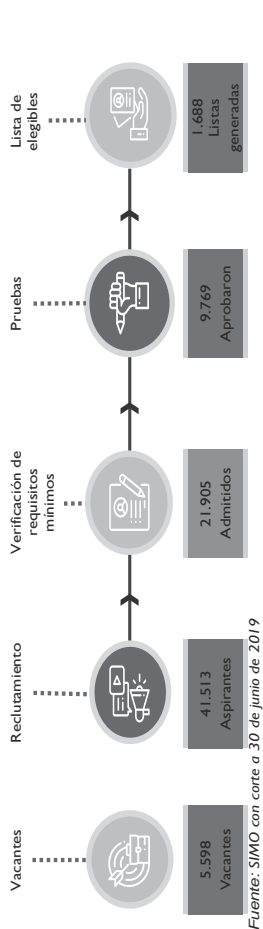 Vacantes
5.598
Vacantes
Reclutamiento
41.513
Aspirantes
Verificación de
requisitos
mínimos
21.905
Admitidos
Pruebas
9.769
Aprobaron
Lista de
elegibles
1.688
Listas
generadas
Fuente: SIMO con corte a 30 de junio de 2019